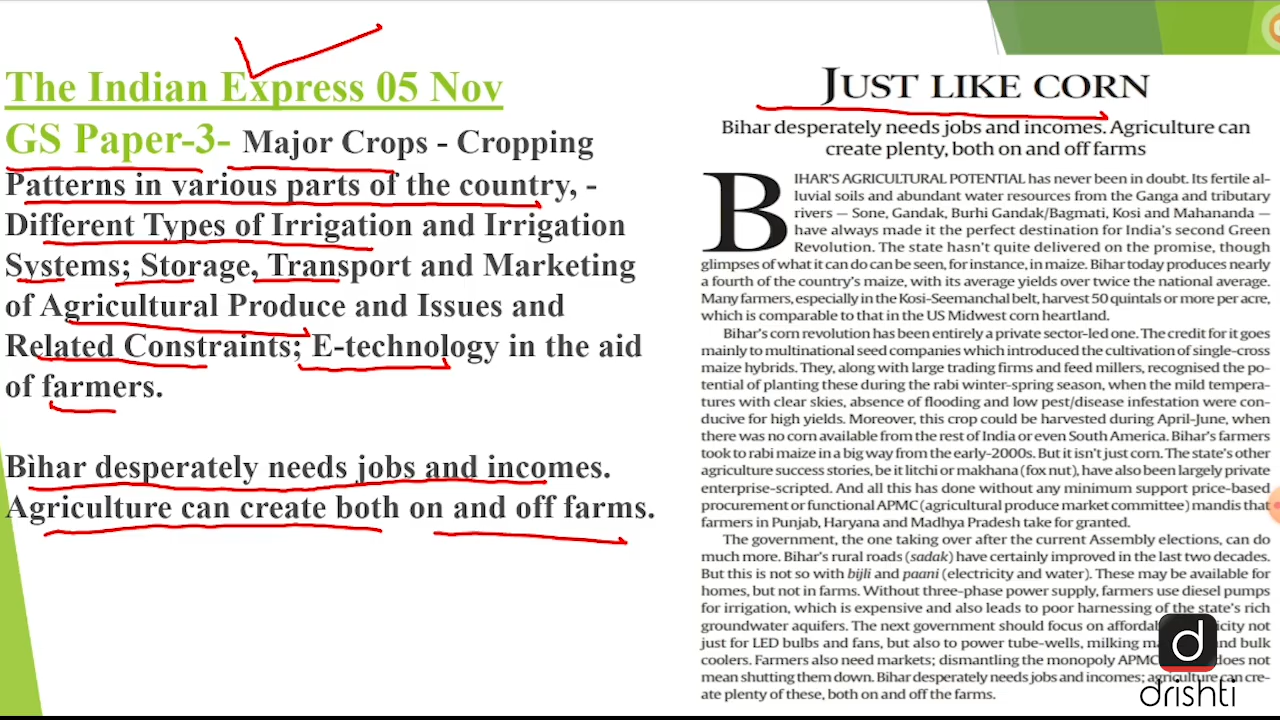 The Indian Express 05 Nov
GS Paper-3- Major Crops - Cropping
Patterns in various parts of the country, -
Different Types of Irrigation and Irrigation
Systems; Storage, Transport and Marketing
of Agricultural Produce and Issues and
Related Constraints; E-technology in the aid
of farmers.
Bìhar desperately needs jobs and incomes.
Agriculture can create both on and off farms.
JUST LIKE CORN
Bihar desperately needs jobs and incomes. Agriculture can
create plenty, both on and off farms
BIHAR'S AGRICULTURAL POTENTIAL has never been in doubt. Its fertile al-
luvial soils and abundant water resources from the Ganga and tributary
rivers — Sone, Gandak, Burhi Gandak/Bagmati, Kosi and Mahananda —
have always made it the perfect destination for India's second Green
Revolution. The state hasn't quite delivered on the promise, though
glimpses of what it can do can be seen, for instance, in maize. Bihar today produces nearly
a fourth of the country's maize, with its average yields over twice the national average.
Many farmers, especially in the Kosi-Seemanchal belt, harvest 50 quintals or more per acre,
which is comparable to that in the US Midwest corn heartland.
Bihar's corn revolution has been entirely a private sector-led one. The credit for it goes
mainly to multinational seed companies which introduced the cultivation of single-cross
maize hybrids. They, along with large trading firms and feed millers, recognised the po-
tential of planting these during the rabi winter-spring season, when the mild tempera-
tures with clear skies, absence of flooding and low pest/disease infestation were con-
ducive for high yields. Moreover, this crop could be harvested during April-June, when
there was no corn available from the rest of India or even South America. Bihar's farmers
took to rabi maize in a big way from the early-2000s. But it isn't just corn. The state's other
agriculture success stories, be it litchi or makhana (fox nut), have also been largely private
enterprise-scripted. And all this has done without any minimum support price-based
procurement or functional APMC (agricultural produce market committee) mandis that
farmers in Punjab, Haryana and Madhya Pradesh take for granted.
The government, the one taking over after the current Assembly elections, can do
much more. Bihar's rural roads (sadak) have certainly improved in the last two decades.
But this is not so with bijli and paani (electricity and water). These may be available for
homes, but not in farms. Without three-phase power supply, farmers use diesel pumps
for irrigation, which is expensive and also leads to poor harnessing of the state's rich
groundwater aquifers. The next government should focus on affordab icity not
just for LED bulbs and fans, but also to power tube-wells, milking ma nd bulk
coolers. Farmers also need markets; dismantling the monopoly APMC does not
mean shutting them down. Bihar desperately needs jobs and incomes; agriculture can cre-
ate plenty of these, both on and off the farms.
d
drishti